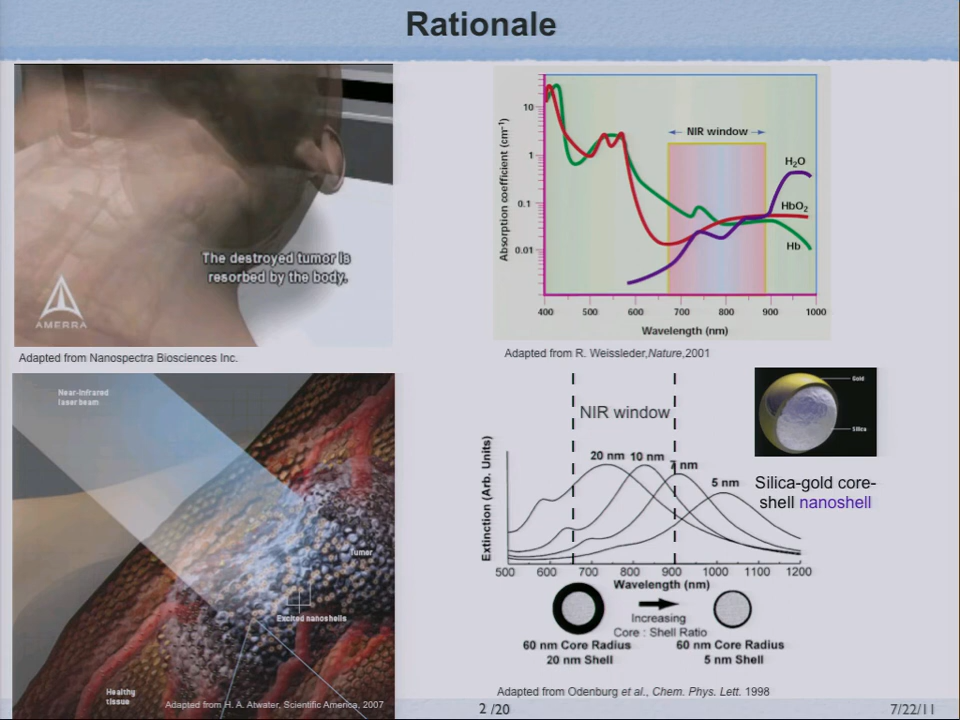 Rationale
The destroyed tumor is
resorbed by the body.
AMERRA
Adapted from Nanospectra Biosciences Inc.
Absorption coefficient (cm⁻¹)
10
1
0.1
0.01
NIR window
H₂O
HbO₂
Hb
400 500 600 700 800 900 1000
Wavelength (nm)
Adapted from R. Weissleder,Nature,2001
Near-infrared
laser beam
Tumor
Excited nanoshells
Healthy
tissue
Adapted from H. A. Atwater, Scientific America, 2007
NIR window
Extinction (Arb. Units)
20 nm 10 nm
7 nm
5 nm
500 600 700 800 900 1000 1100 1200
Wavelength (nm)
Increasing
Core : Shell Ratio
60 nm Core Radius
20 nm Shell
60 nm Core Radius
5 nm Shell
Gold
Silica
Silica-gold core-
shell nanoshell
Adapted from Odenburg et al., Chem. Phys. Lett. 1998
2 /20
7/22/11